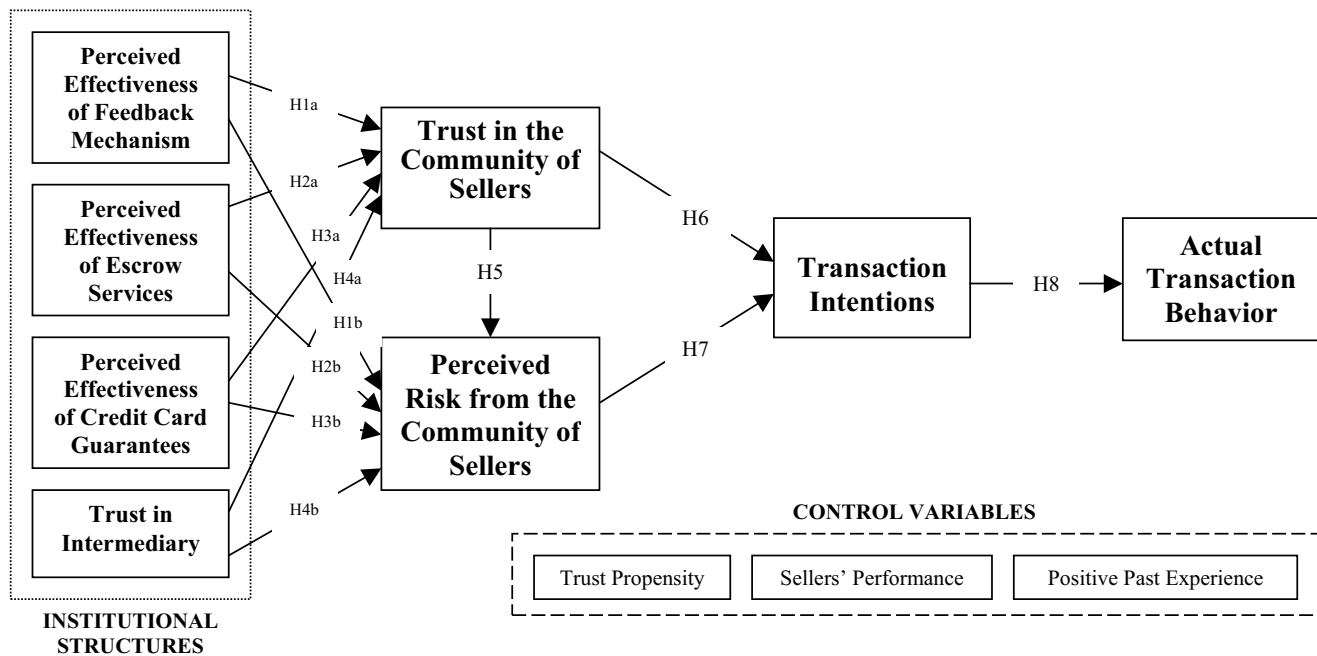 Perceived
Effectiveness
of Feedback
Mechanism
Perceived
Effectiveness
of Escrow
Services
Perceived
Effectiveness
of Credit Card
Guarantees
Trust in
Intermediary
INSTITUTIONAL
STRUCTURES
H1a
H2a
H3a
H4a
H1b
H2b
H3b
H4b
Trust in the
Community of
Sellers
H5
Perceived
Risk from the
Community of
Sellers
H6
H7
Transaction
Intentions
H8
Actual
Transaction
Behavior
CONTROL VARIABLES
Trust Propensity
Sellers’ Performance
Positive Past Experience